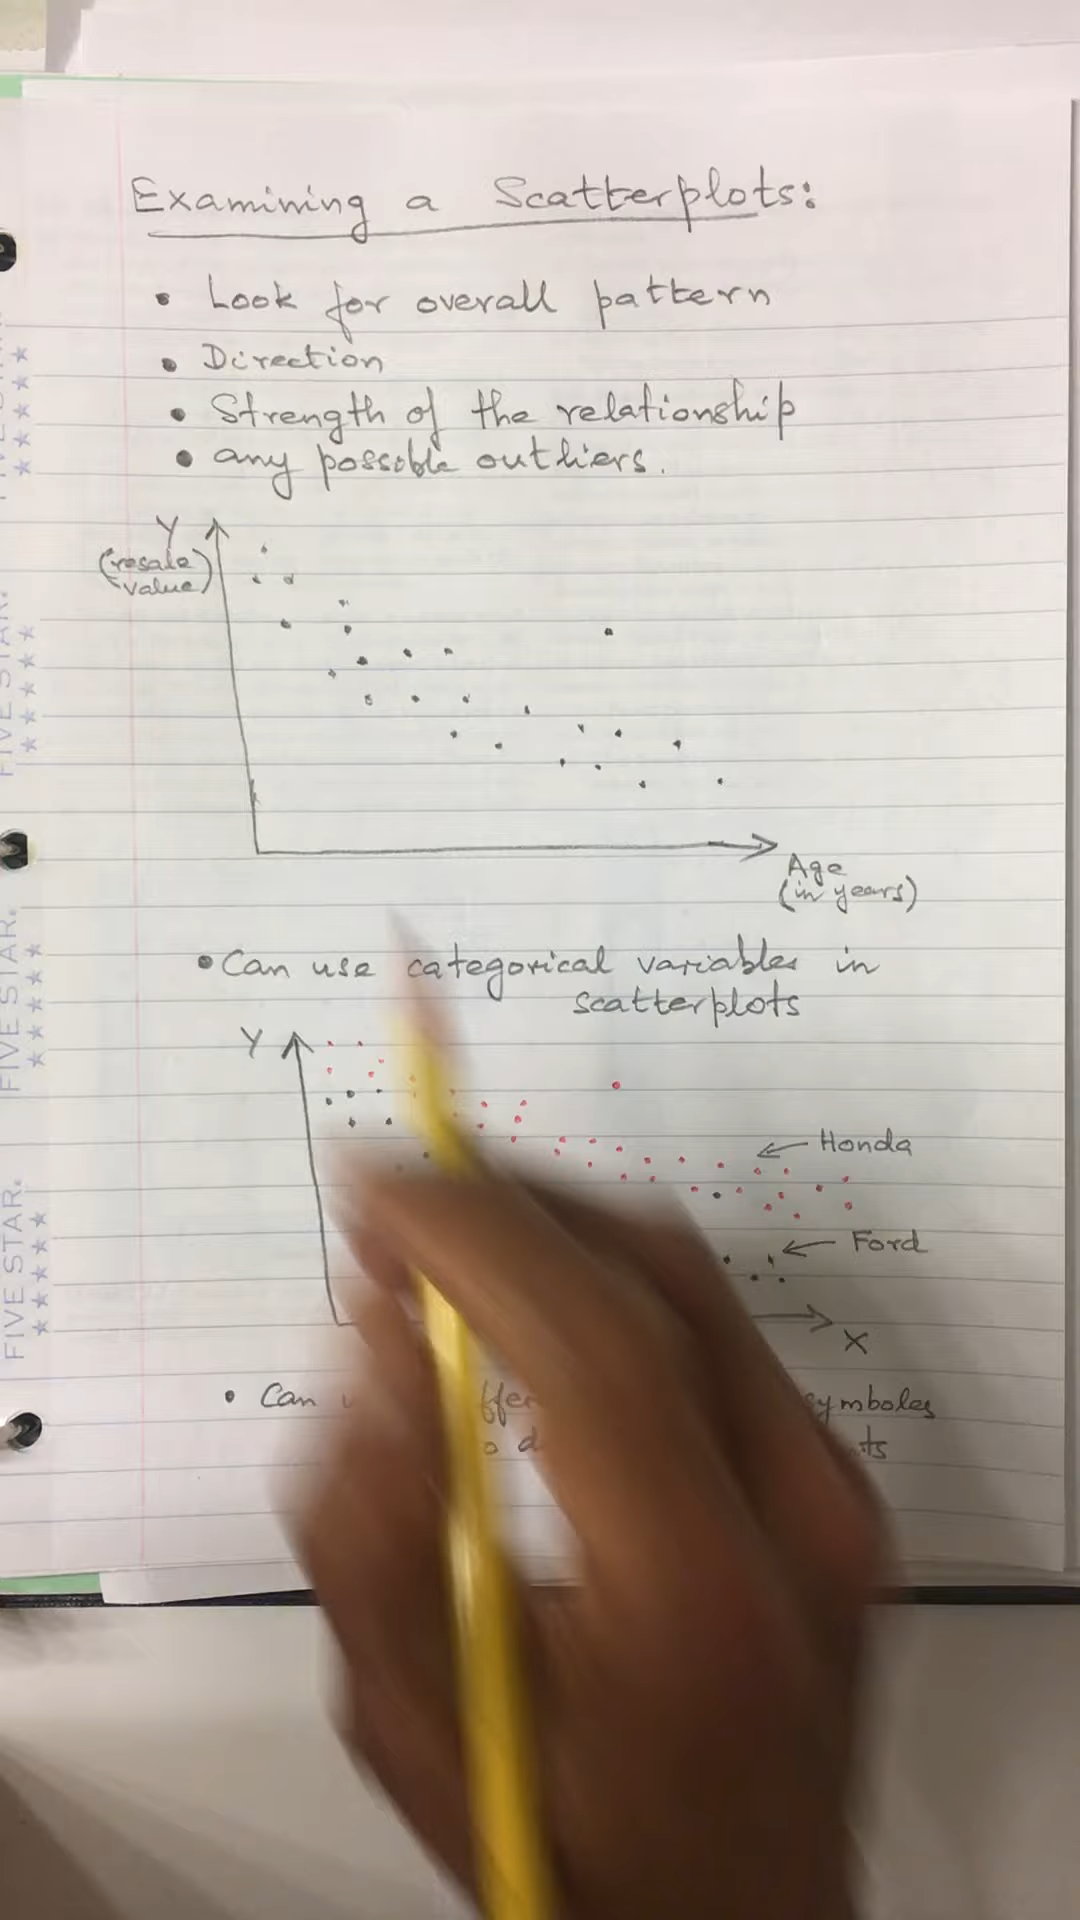 Examining a Scatterplots:
• Look for overall pattern
• Direction
• Strength of the relationship
• any possible outliers.
Y
(resale
value)
Age
(in years)
• Can use categorical variables in
scatterplots
Y
Honda
Ford
X
• Can symboles
FIVE STAR.
FIVE STAR.
FIVE STAR.